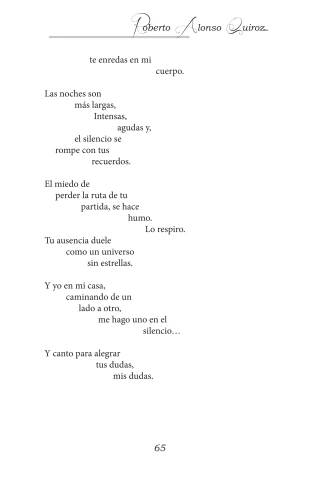 Roberto Alonso Quiroz
te enredas en mi
cuerpo.
Las noches son
más largas,
Intensas,
agudas y,
el silencio se
rompe con tus
recuerdos.
El miedo de
perder la ruta de tu
partida, se hace
humo.
Lo respiro.
Tu ausencia duele
como un universo
sin estrellas.
Y yo en mi casa,
caminando de un
lado a otro,
me hago uno en el
silencio…
Y canto para alegrar
tus dudas,
mis dudas.
65